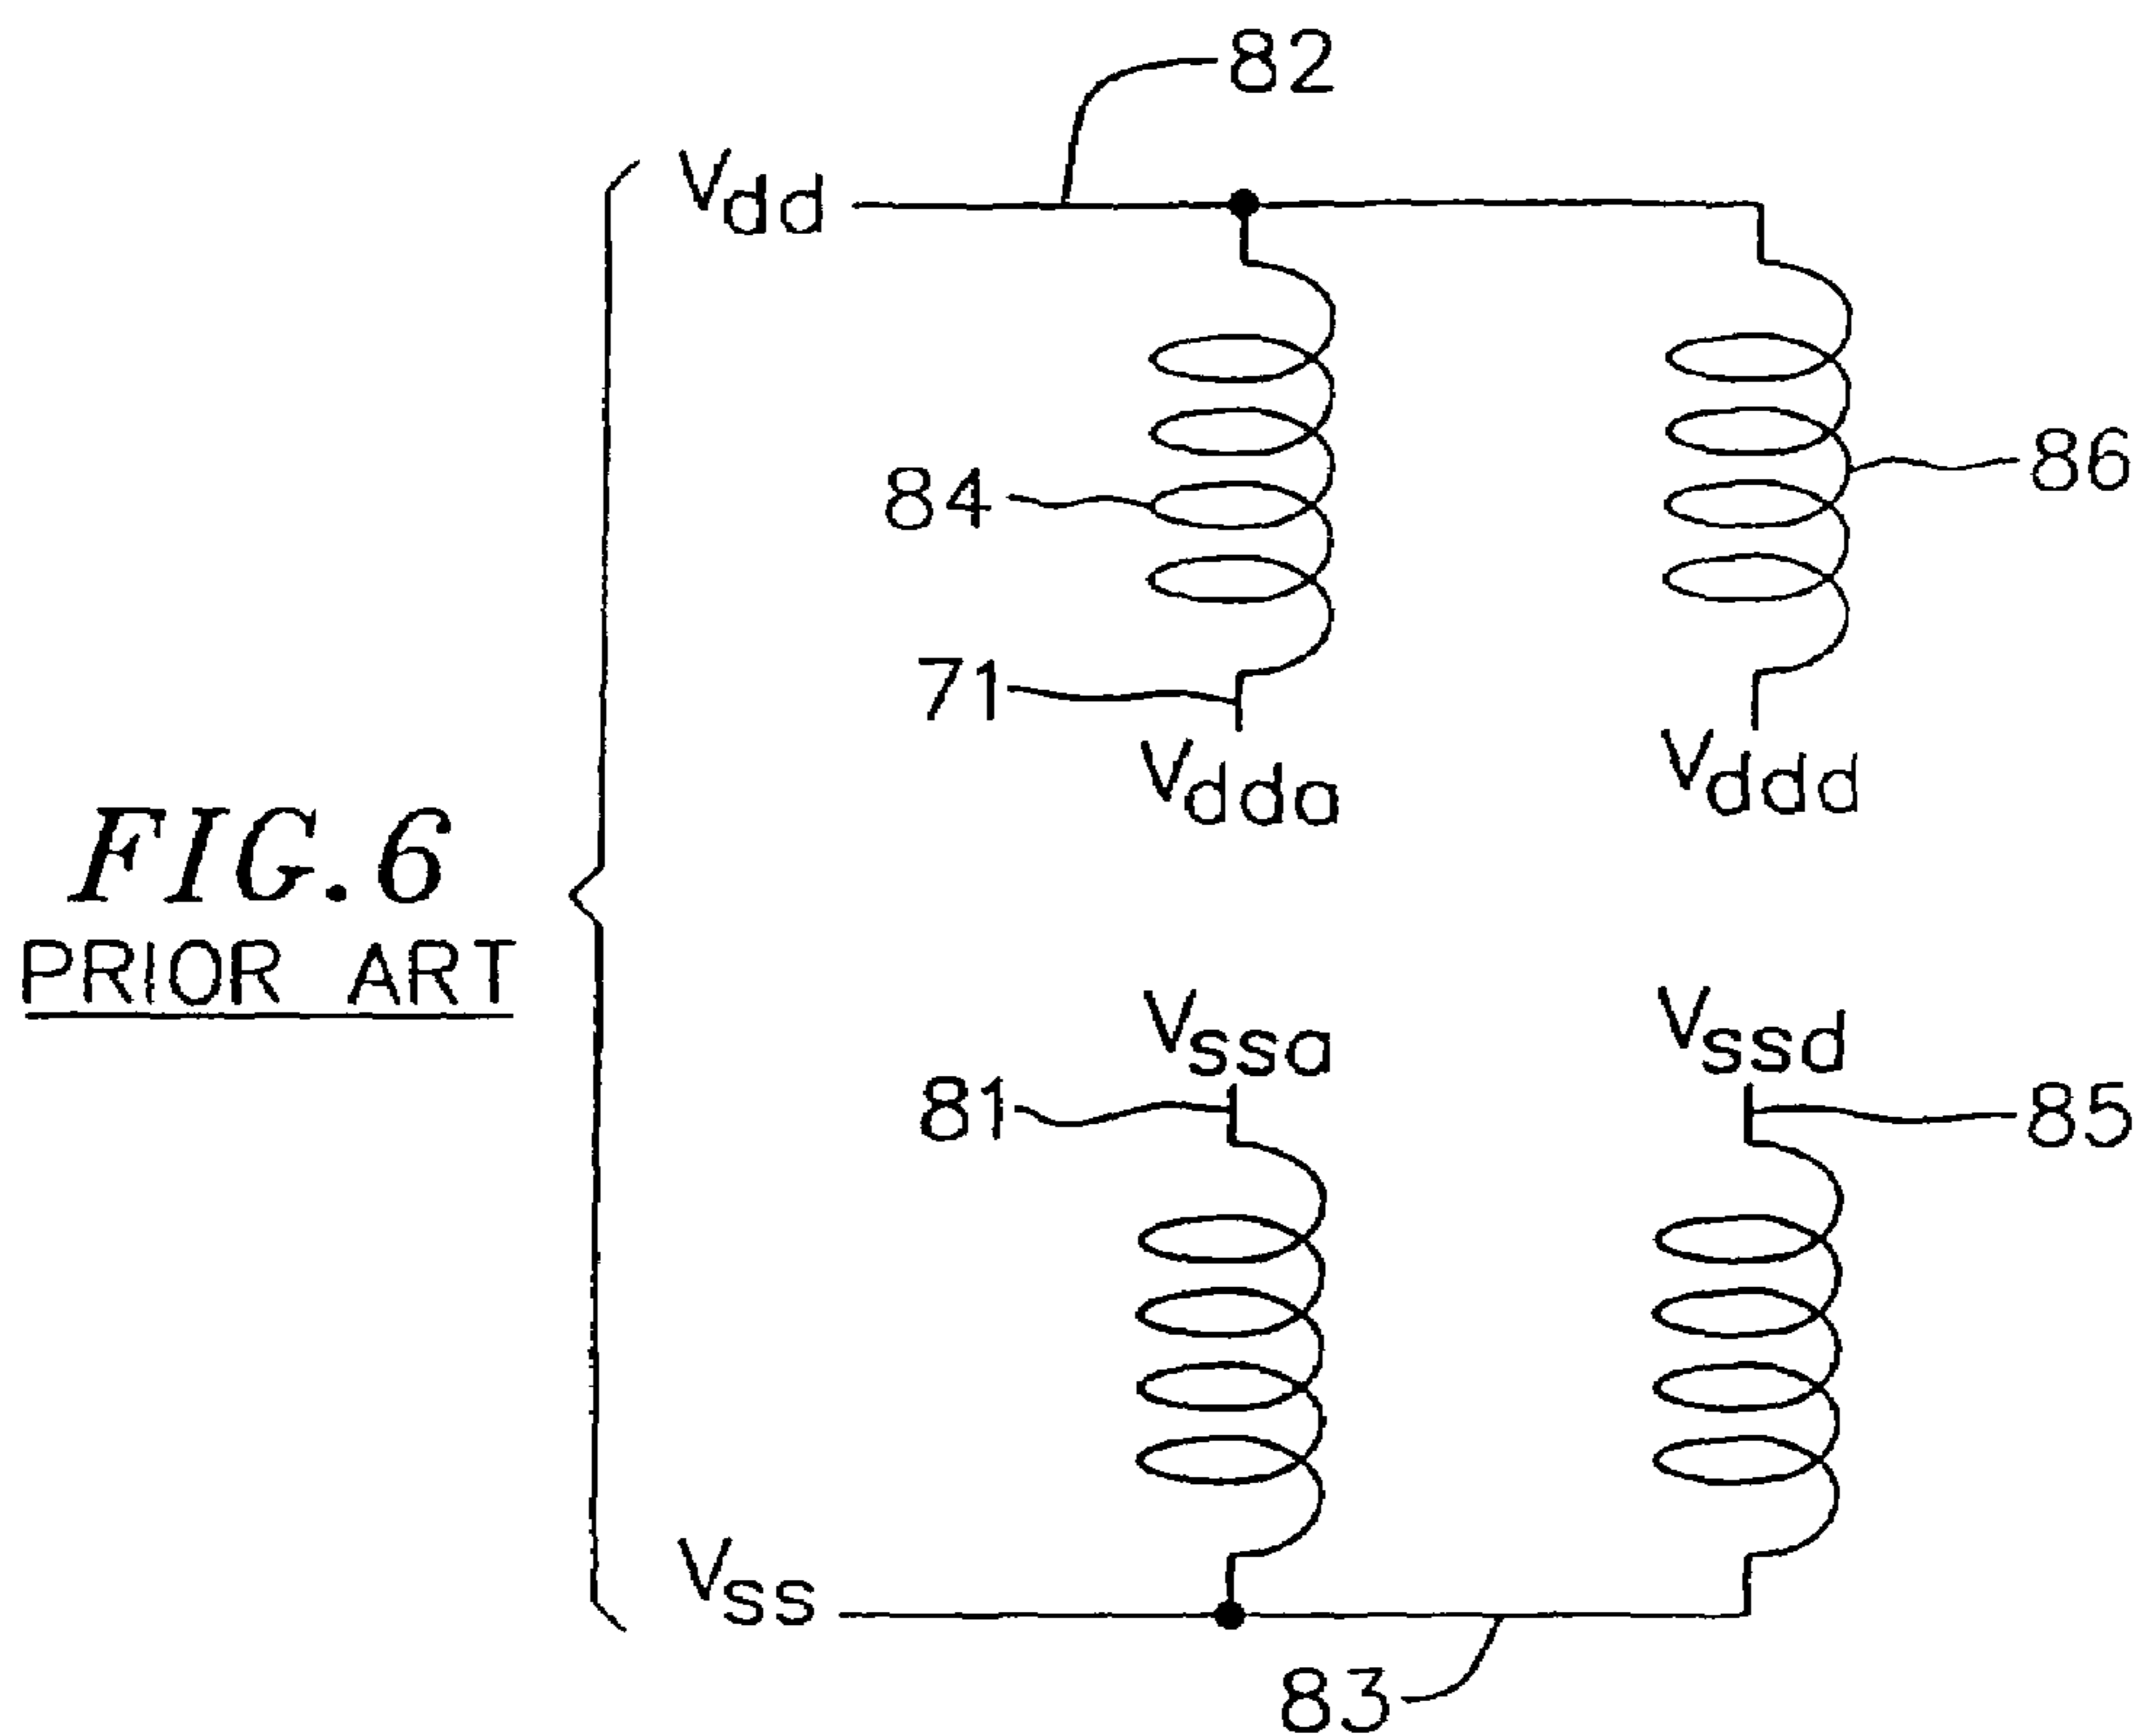 82
Vdd
84
86
71
Vdda
Vddd
FIG.6
PRIOR ART
Vssa
Vssd
81
85
Vss
83